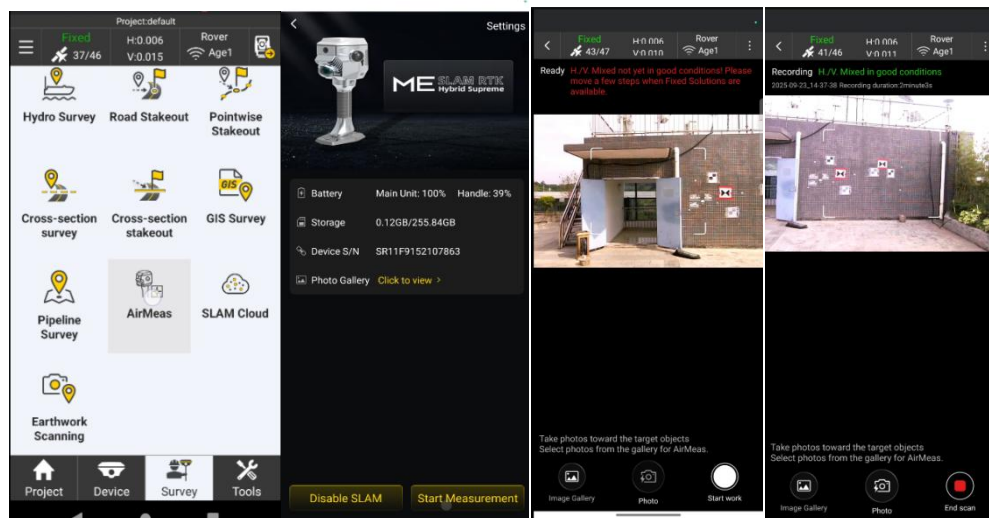 Project:default
Fixed
37/46
H:0.006
V:0.015
Rover
Age1
Hydro Survey
Road Stakeout
Pointwise
Stakeout
Cross-section
survey
Cross-section
stakeout
GIS
GIS Survey
Pipeline
Survey
AirMeas
SLAM Cloud
Earthwork
Scanning
Project
Device
Survey
Tools
Settings
ME SLAM RTK
Hybrid Supreme
Battery
Main Unit: 100%
Handle: 39%
Storage
0.12GB/255.84GB
Device S/N
SR11F9152107863
Photo Gallery
Click to view >
Disable SLAM
Start Measurement
Fixed
43/47
H:0.006
V:0.010
Rover
Age1
Ready H./V. Mixed not yet in good conditions! Please
move a few steps when Fixed Solutions are
available.
Take photos toward the target objects
Select photos from the gallery for AirMeas.
Image Gallery
Photo
Start work
Fixed
41/46
H:0.006
V:0.011
Rover
Age1
Recording H./V. Mixed in good conditions
2025-09-23_14-37-38 Recording duration:2minute3s
Take photos toward the target objects
Select photos from the gallery for AirMeas.
Image Gallery
Photo
End scan